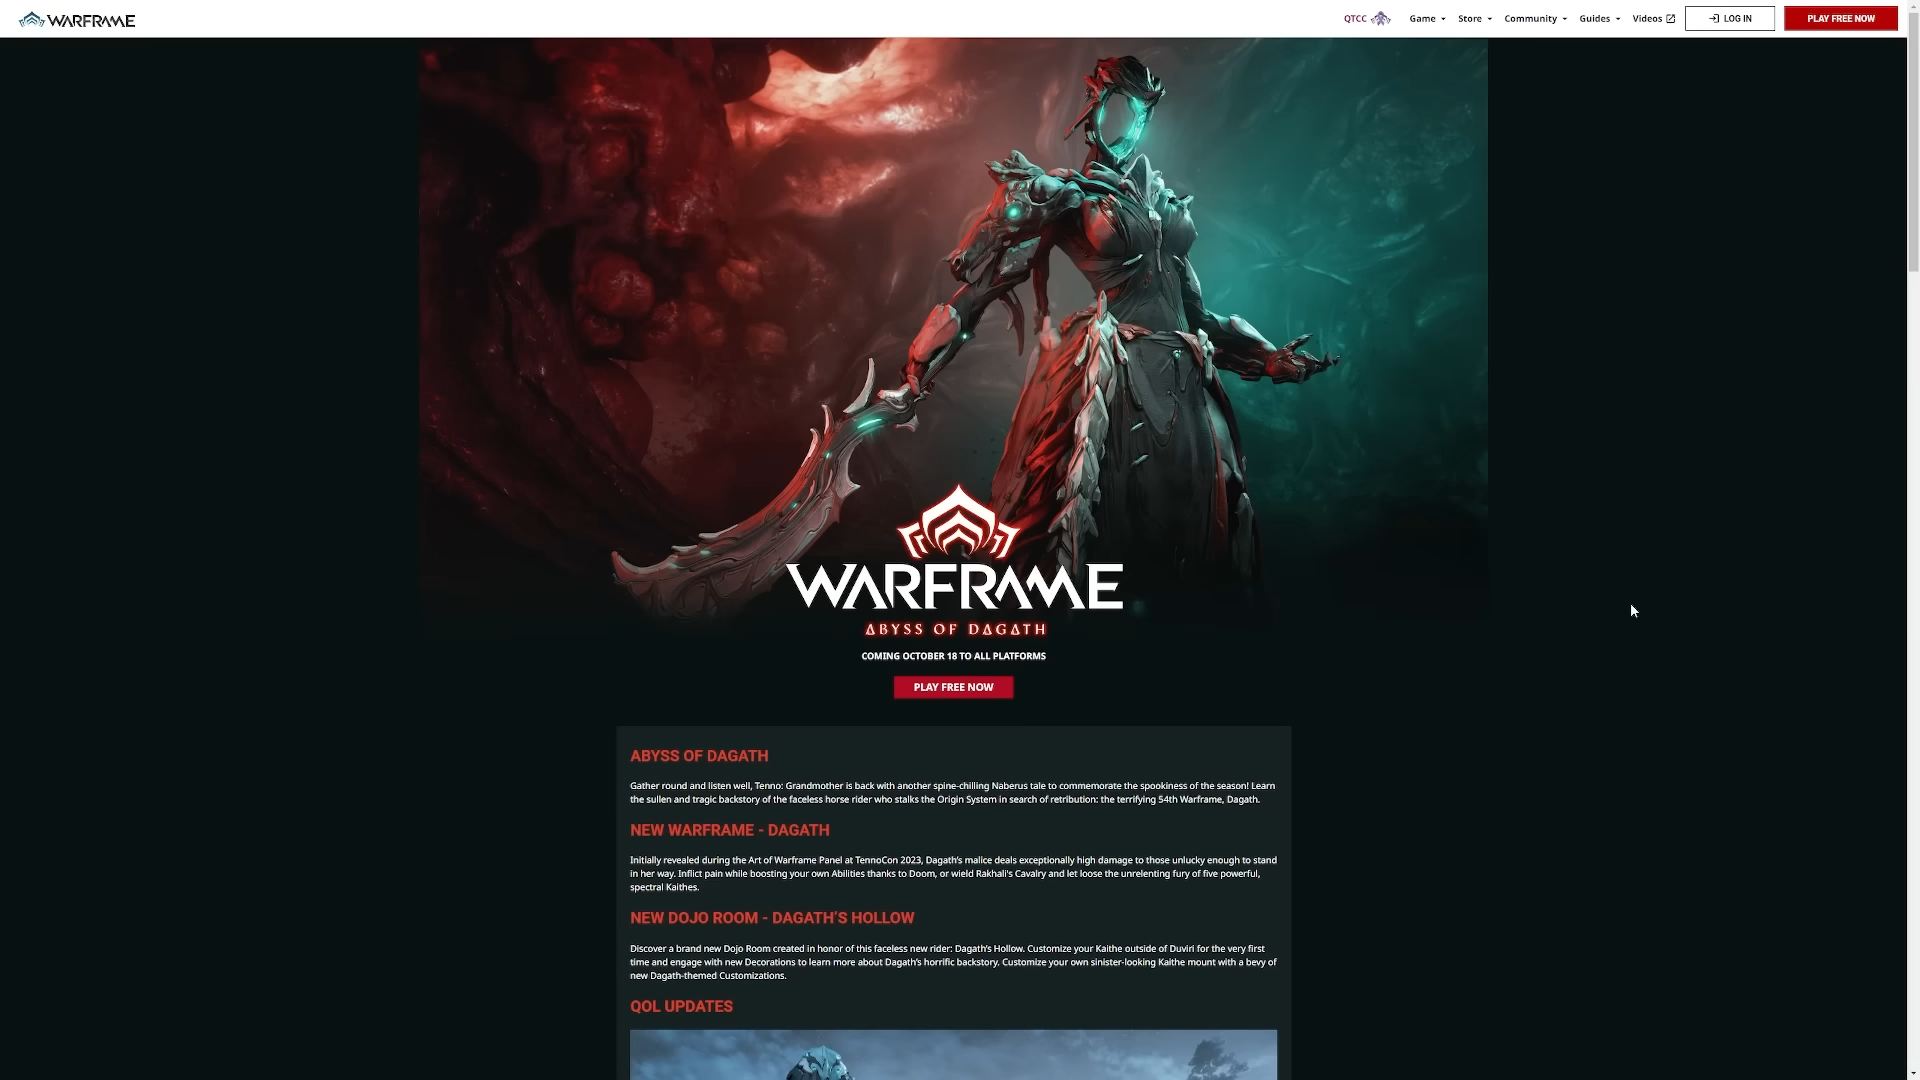 WARFRAME
QTCC
Game
Store
Community
Guides
Videos
LOG IN
PLAY FREE NOW
WARFRAME
ABYSS OF DAGATH
COMING OCTOBER 18 TO ALL PLATFORMS
PLAY FREE NOW
ABYSS OF DAGATH
Gather round and listen well, Tenno: Grandmother is back with another spine-chilling Naberus tale to commemorate the spookiness of the season! Learn
the sullen and tragic backstory of the faceless horse rider who stalks the Origin System in search of retribution: the terrifying 54th Warframe, Dagath.
NEW WARFRAME - DAGATH
Initially revealed during the Art of Warframe Panel at TennoCon 2023, Dagath's malice deals exceptionally high damage to those unlucky enough to stand
in her way. Inflict pain while boosting your own Abilities thanks to Doom, or wield Rakhali's Cavalry and let loose the unrelenting fury of five powerful,
spectral Kaithes.
NEW DOJO ROOM - DAGATH'S HOLLOW
Discover a brand new Dojo Room created in honor of this faceless new rider: Dagath's Hollow. Customize your Kaithe outside of Duviri for the very first
time and engage with new Decorations to learn more about Dagath's horrific backstory. Customize your own sinister-looking Kaithe mount with a bevy of
new Dagath-themed Customizations.
QOL UPDATES